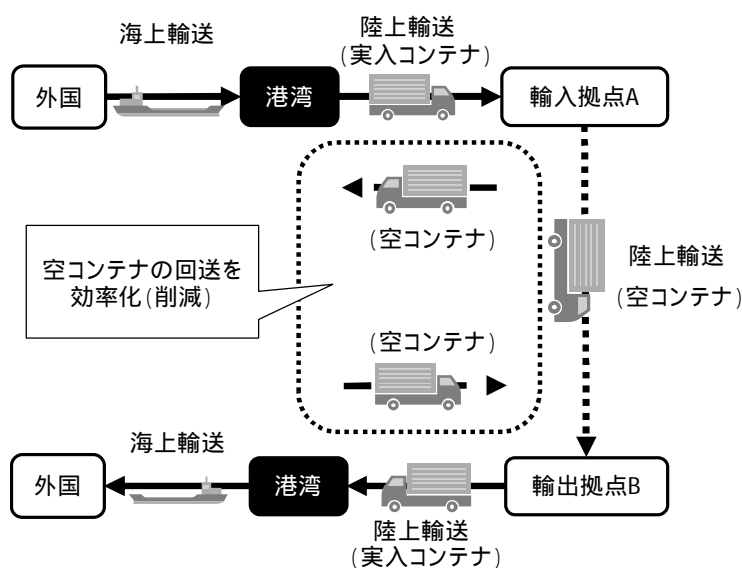 海上輸送
陸上輸送
(実入コンテナ)
外国
港湾
輸入拠点A
(空コンテナ)
空コンテナの回送を
効率化(削減)
陸上輸送
(空コンテナ)
(空コンテナ)
海上輸送
外国
港湾
輸出拠点B
陸上輸送
(実入コンテナ)